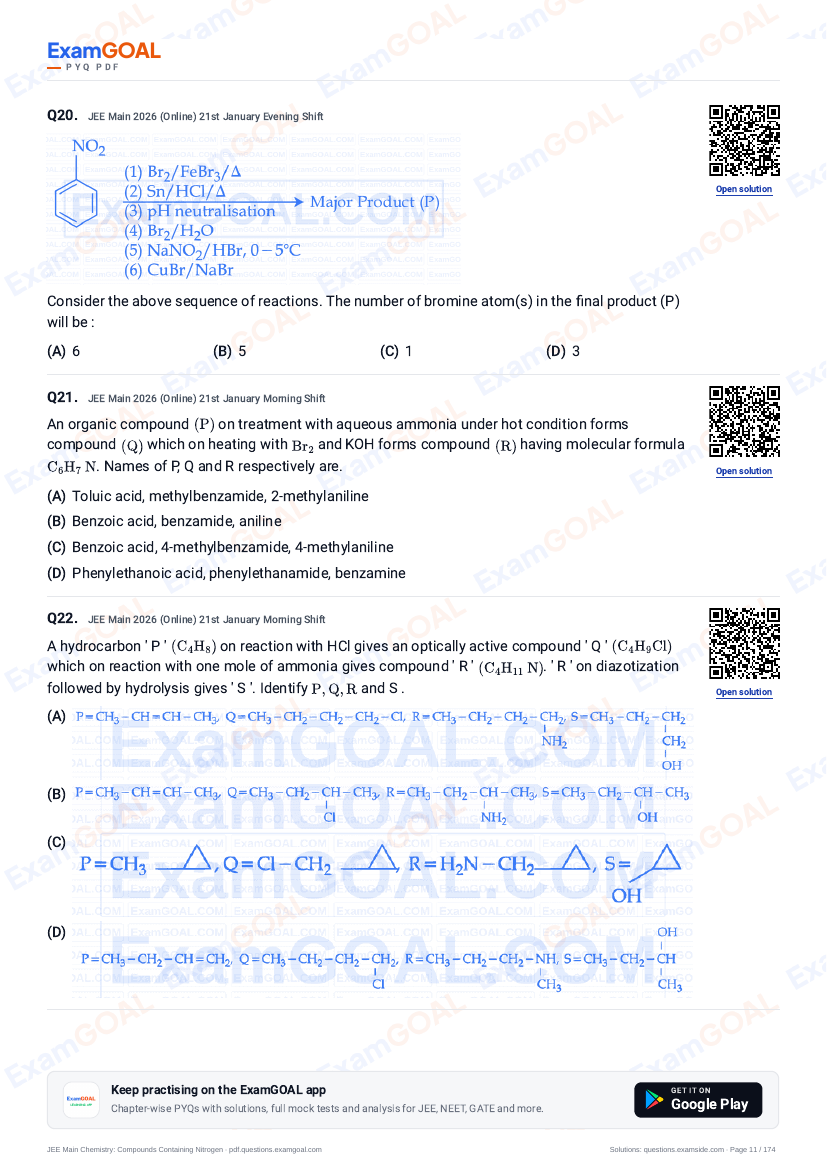 ExamGOAL
PYQ PDF
Q20. JEE Main 2026 (Online) 21st January Evening Shift
Open solution
NO2
(1) Br2/FeBr3/Δ
(2) Sn/HCl/Δ
(3) pH neutralisation
(4) Br2/H2O
(5) NaNO2/HBr, 0−5°C
(6) CuBr/NaBr
Major Product (P)
Consider the above sequence of reactions. The number of bromine atom(s) in the final product (P)
will be :
(A) 6 (B) 5 (C) 1 (D) 3
Q21. JEE Main 2026 (Online) 21st January Morning Shift
Open solution
An organic compound (P) on treatment with aqueous ammonia under hot condition forms
compound (Q) which on heating with Br2 and KOH forms compound (R) having molecular formula
C6H7 N. Names of P, Q and R respectively are.
(A) Toluic acid, methylbenzamide, 2-methylaniline
(B) Benzoic acid, benzamide, aniline
(C) Benzoic acid, 4-methylbenzamide, 4-methylaniline
(D) Phenylethanoic acid, phenylethanamide, benzamine
Q22. JEE Main 2026 (Online) 21st January Morning Shift
Open solution
A hydrocarbon ' P ' (C4H8) on reaction with HCl gives an optically active compound ' Q ' (C4H9Cl)
which on reaction with one mole of ammonia gives compound ' R ' (C4H11 N). ' R ' on diazotization
followed by hydrolysis gives ' S '. Identify P, Q, R and S .
(A) P=CH3−CH=CH−CH3, Q=CH3−CH2−CH2−CH2−Cl, R=CH3−CH2−CH2−CH2, S=CH3−CH2−CH2
NH2 CH2
OH
(B) P=CH3−CH=CH−CH3, Q=CH3−CH2−CH−CH3, R=CH3−CH2−CH−CH3, S=CH3−CH2−CH−CH3
Cl NH2 OH
(C) P=CH3 , Q=Cl−CH2 , R=H2N−CH2 , S=
OH
(D) OH
P=CH3−CH2−CH=CH2, Q=CH3−CH2−CH2−CH2, R=CH3−CH2−CH2−NH, S=CH3−CH2−CH
Cl CH3 CH3
Keep practising on the ExamGOAL app
Chapter-wise PYQs with solutions, full mock tests and analysis for JEE, NEET, GATE and more.
GET IT ON
Google Play
JEE Main Chemistry: Compounds Containing Nitrogen · pdf.questions.examgoal.com
Solutions: questions.examside.com · Page 11 / 174